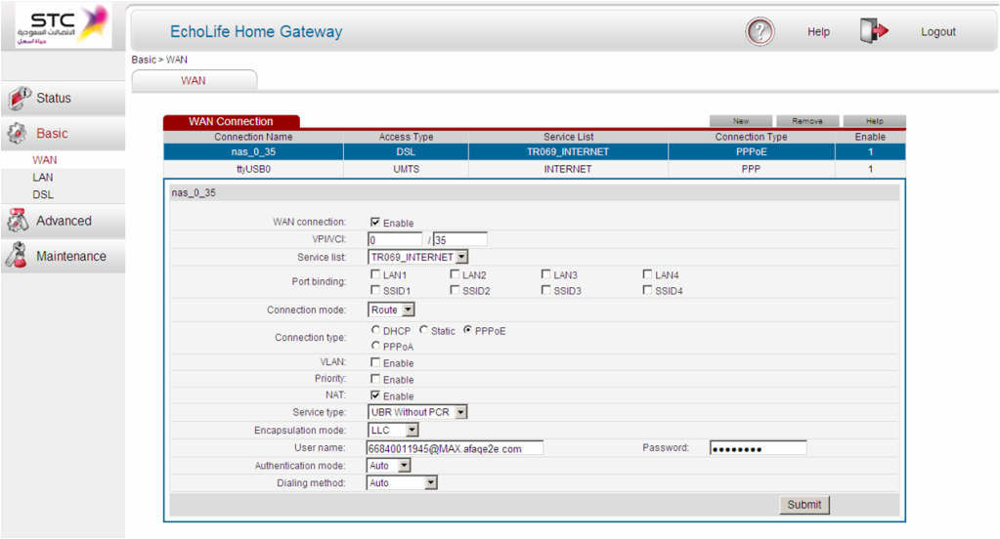 STC
الاتصالات السعودية
حياة أسهل
EchoLife Home Gateway
?
Help
Logout
Basic > WAN
WAN
Status
Basic
WAN
LAN
DSL
Advanced
Maintenance
WAN Connection
New
Remove
Help
Connection Name Access Type Service List Connection Type Enable
nas_0_35 DSL TR069_INTERNET PPPoE 1
ttyUSB0 UMTS INTERNET PPP 1
nas_0_35
WAN connection: Enable
VPI/VCI: 0 / 35
Service list: TR069_INTERNET
Port binding: LAN1 LAN2 LAN3 LAN4
SSID1 SSID2 SSID3 SSID4
Connection mode: Route
Connection type: DHCP Static PPPoE
PPPoA
VLAN: Enable
Priority: Enable
NAT: Enable
Service type: UBR Without PCR
Encapsulation mode: LLC
User name: 66840011945@MAX.afaqe2e.com Password: ●●●●●●●●
Authentication mode: Auto
Dialing method: Auto
Submit